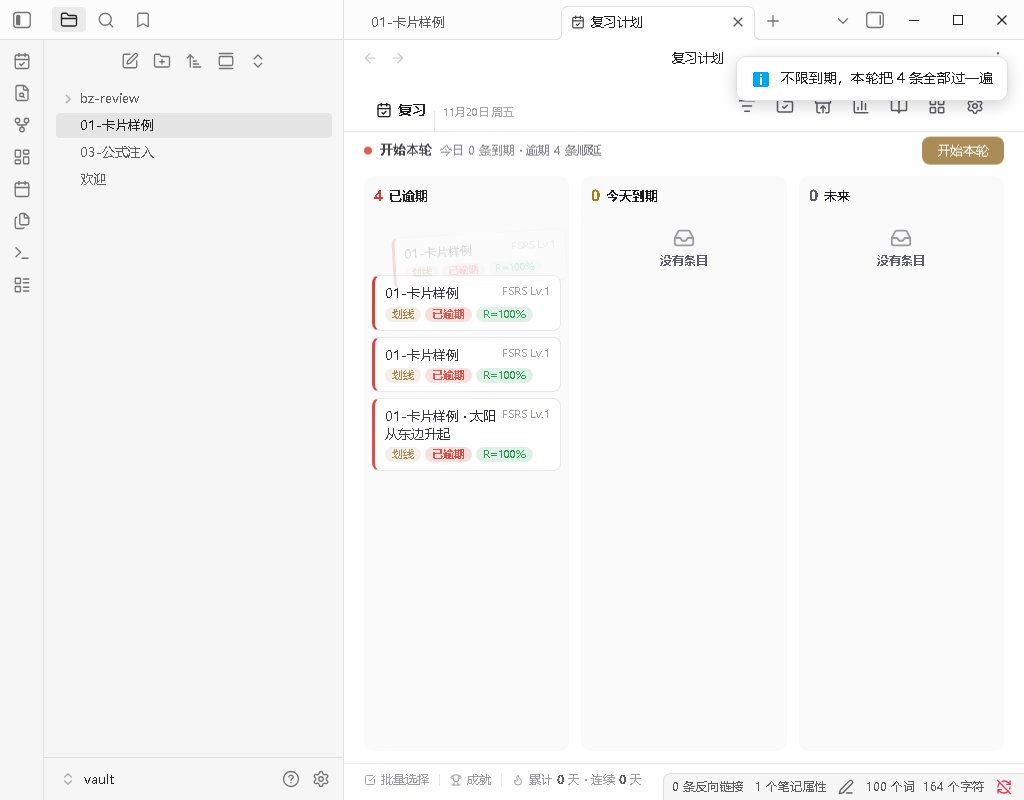 01-卡片样例
复习计划
复习计划
不限到期，本轮把 4 条全部过一遍
bz-review
01-卡片样例
03-公式注入
欢迎
复习
11月20日 周五
开始本轮 今日 0 条到期 · 逾期 4 条顺延
开始本轮
4 已逾期
01-卡片样例 FSRS Lv.1
划线 已逾期 R=100%
01-卡片样例 FSRS Lv.1
划线 已逾期 R=100%
01-卡片样例 FSRS Lv.1
划线 已逾期 R=100%
01-卡片样例 · 太阳 FSRS Lv.1
从东边升起
划线 已逾期 R=100%
0 今天到期
没有条目
0 未来
没有条目
vault
批量选择
成就
累计 0 天 · 连续 0 天
0 条反向链接 1 个笔记属性 100 个词 164 个字符